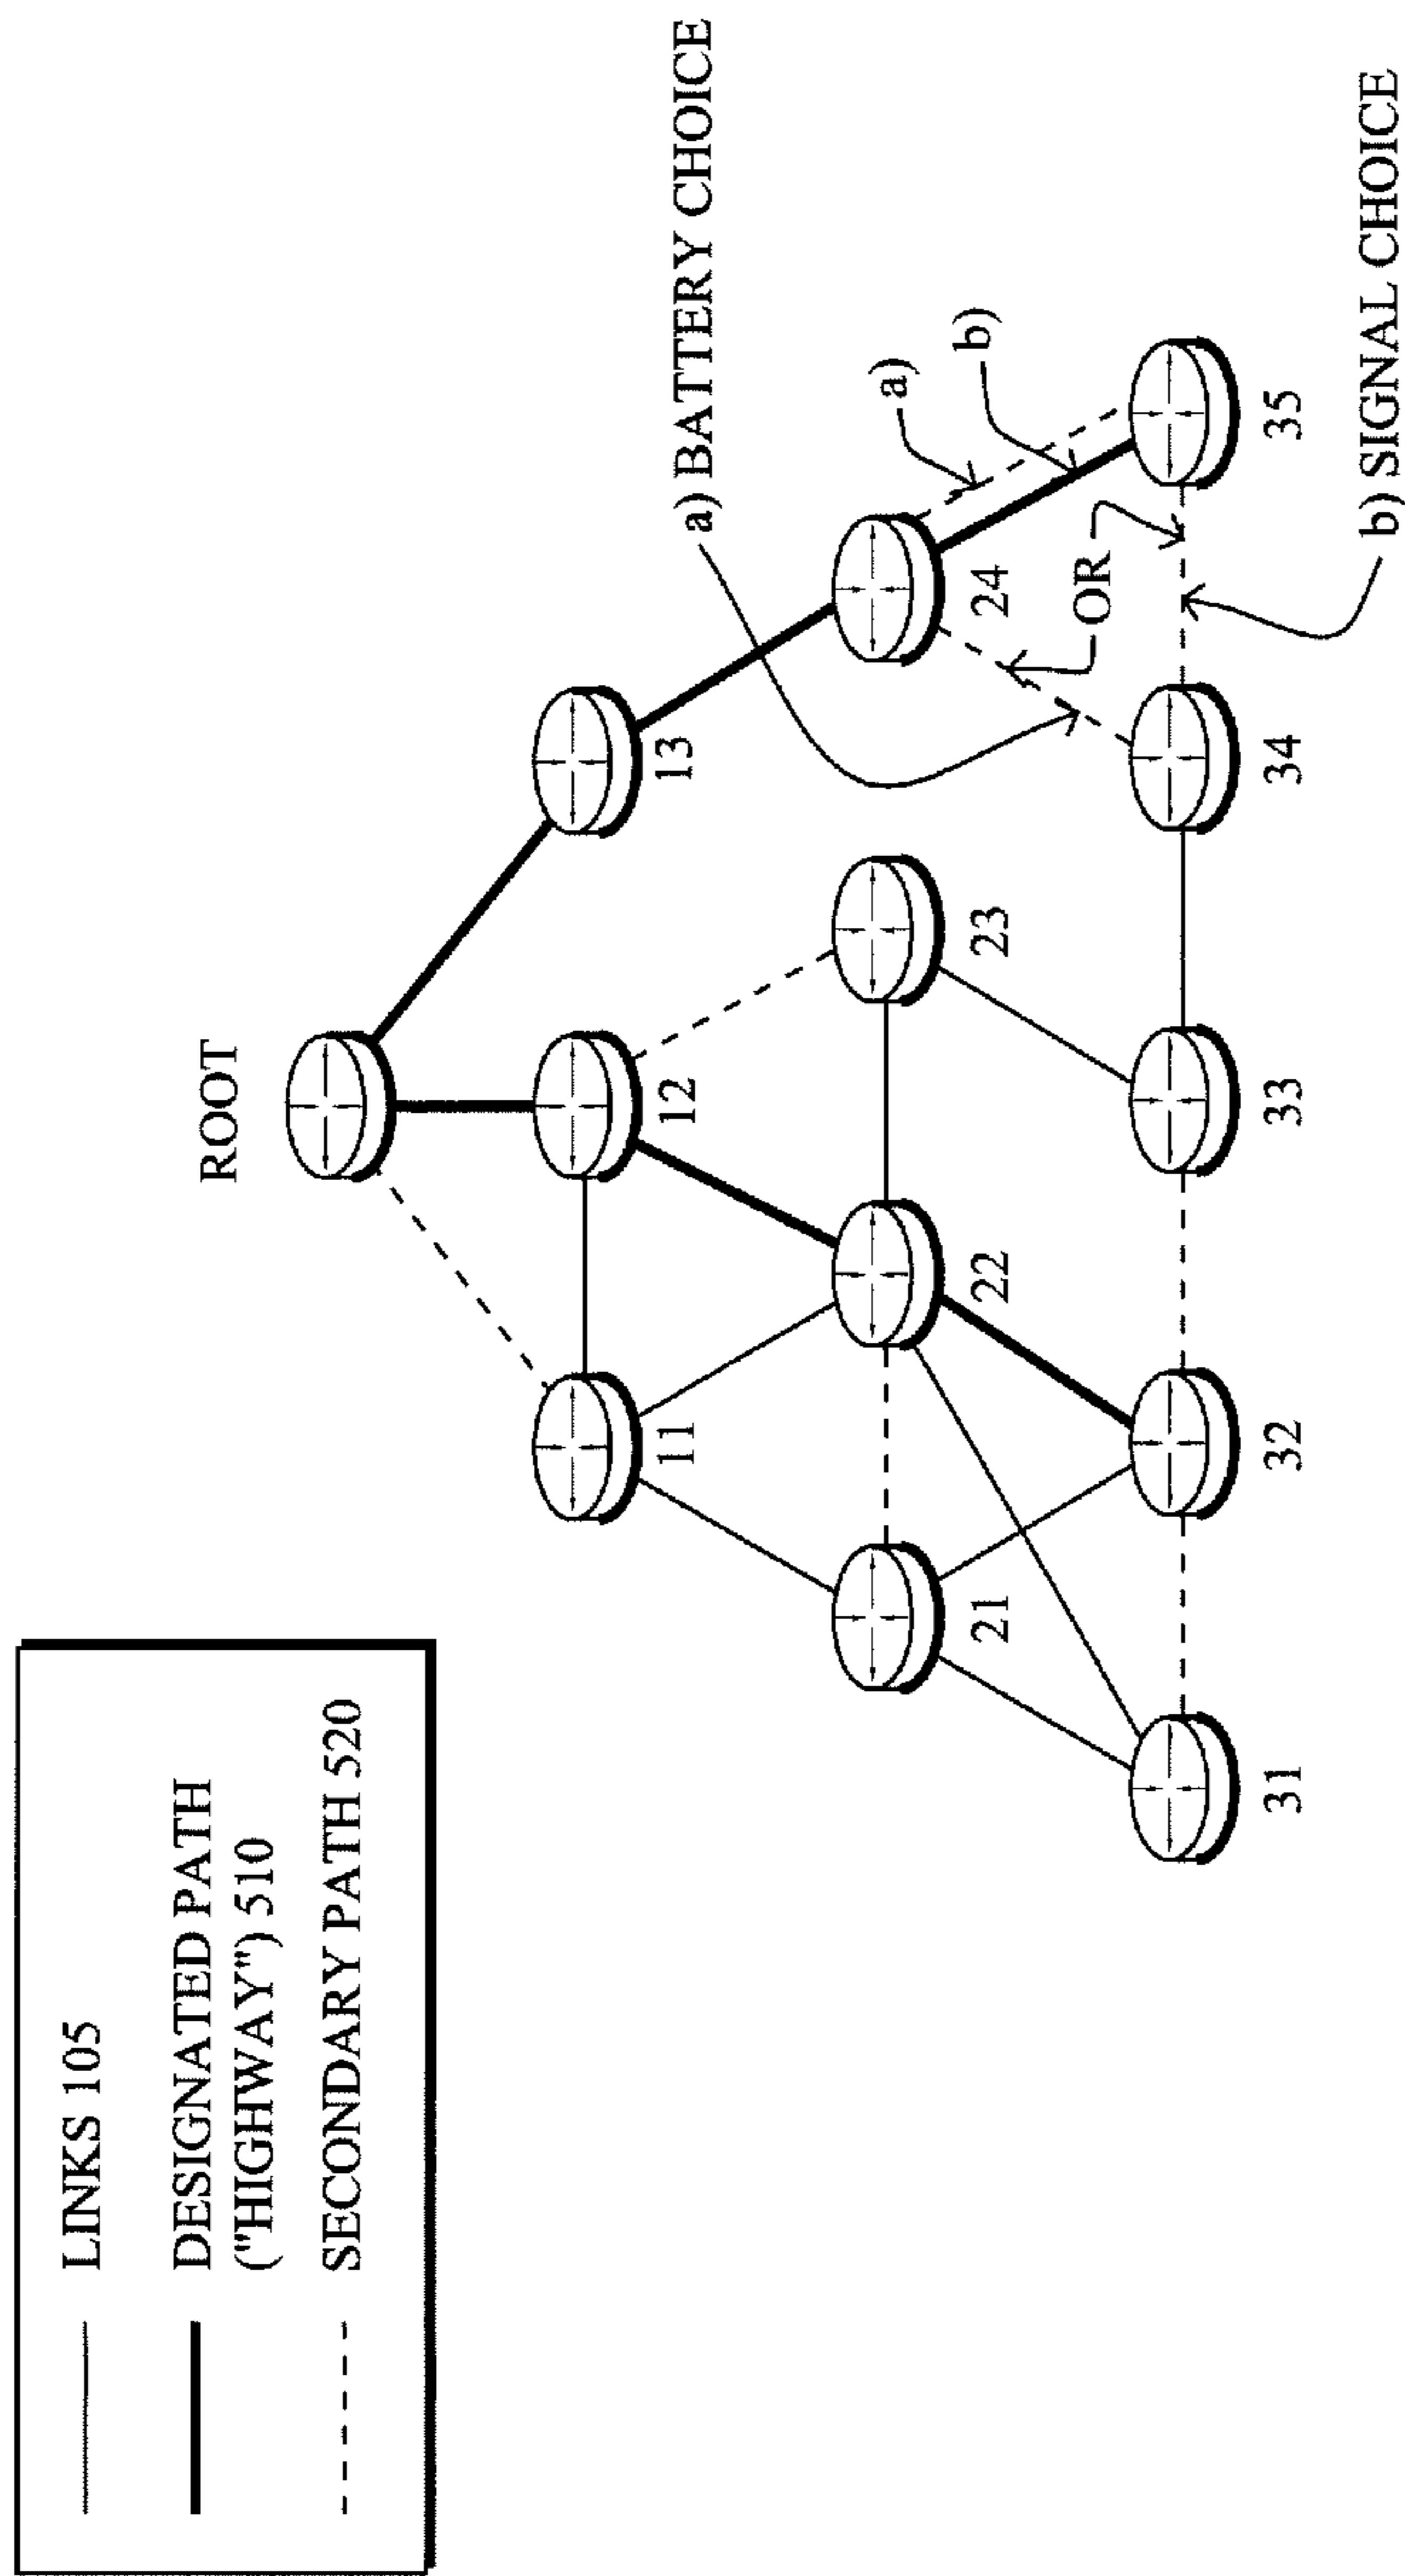 LINKS 105
DESIGNATED PATH
("HIGHWAY") 510
SECONDARY PATH 520
ROOT
11
12
13
a) BATTERY CHOICE
21
22
23
24
a)
b)
OR
31
32
33
34
35
b) SIGNAL CHOICE